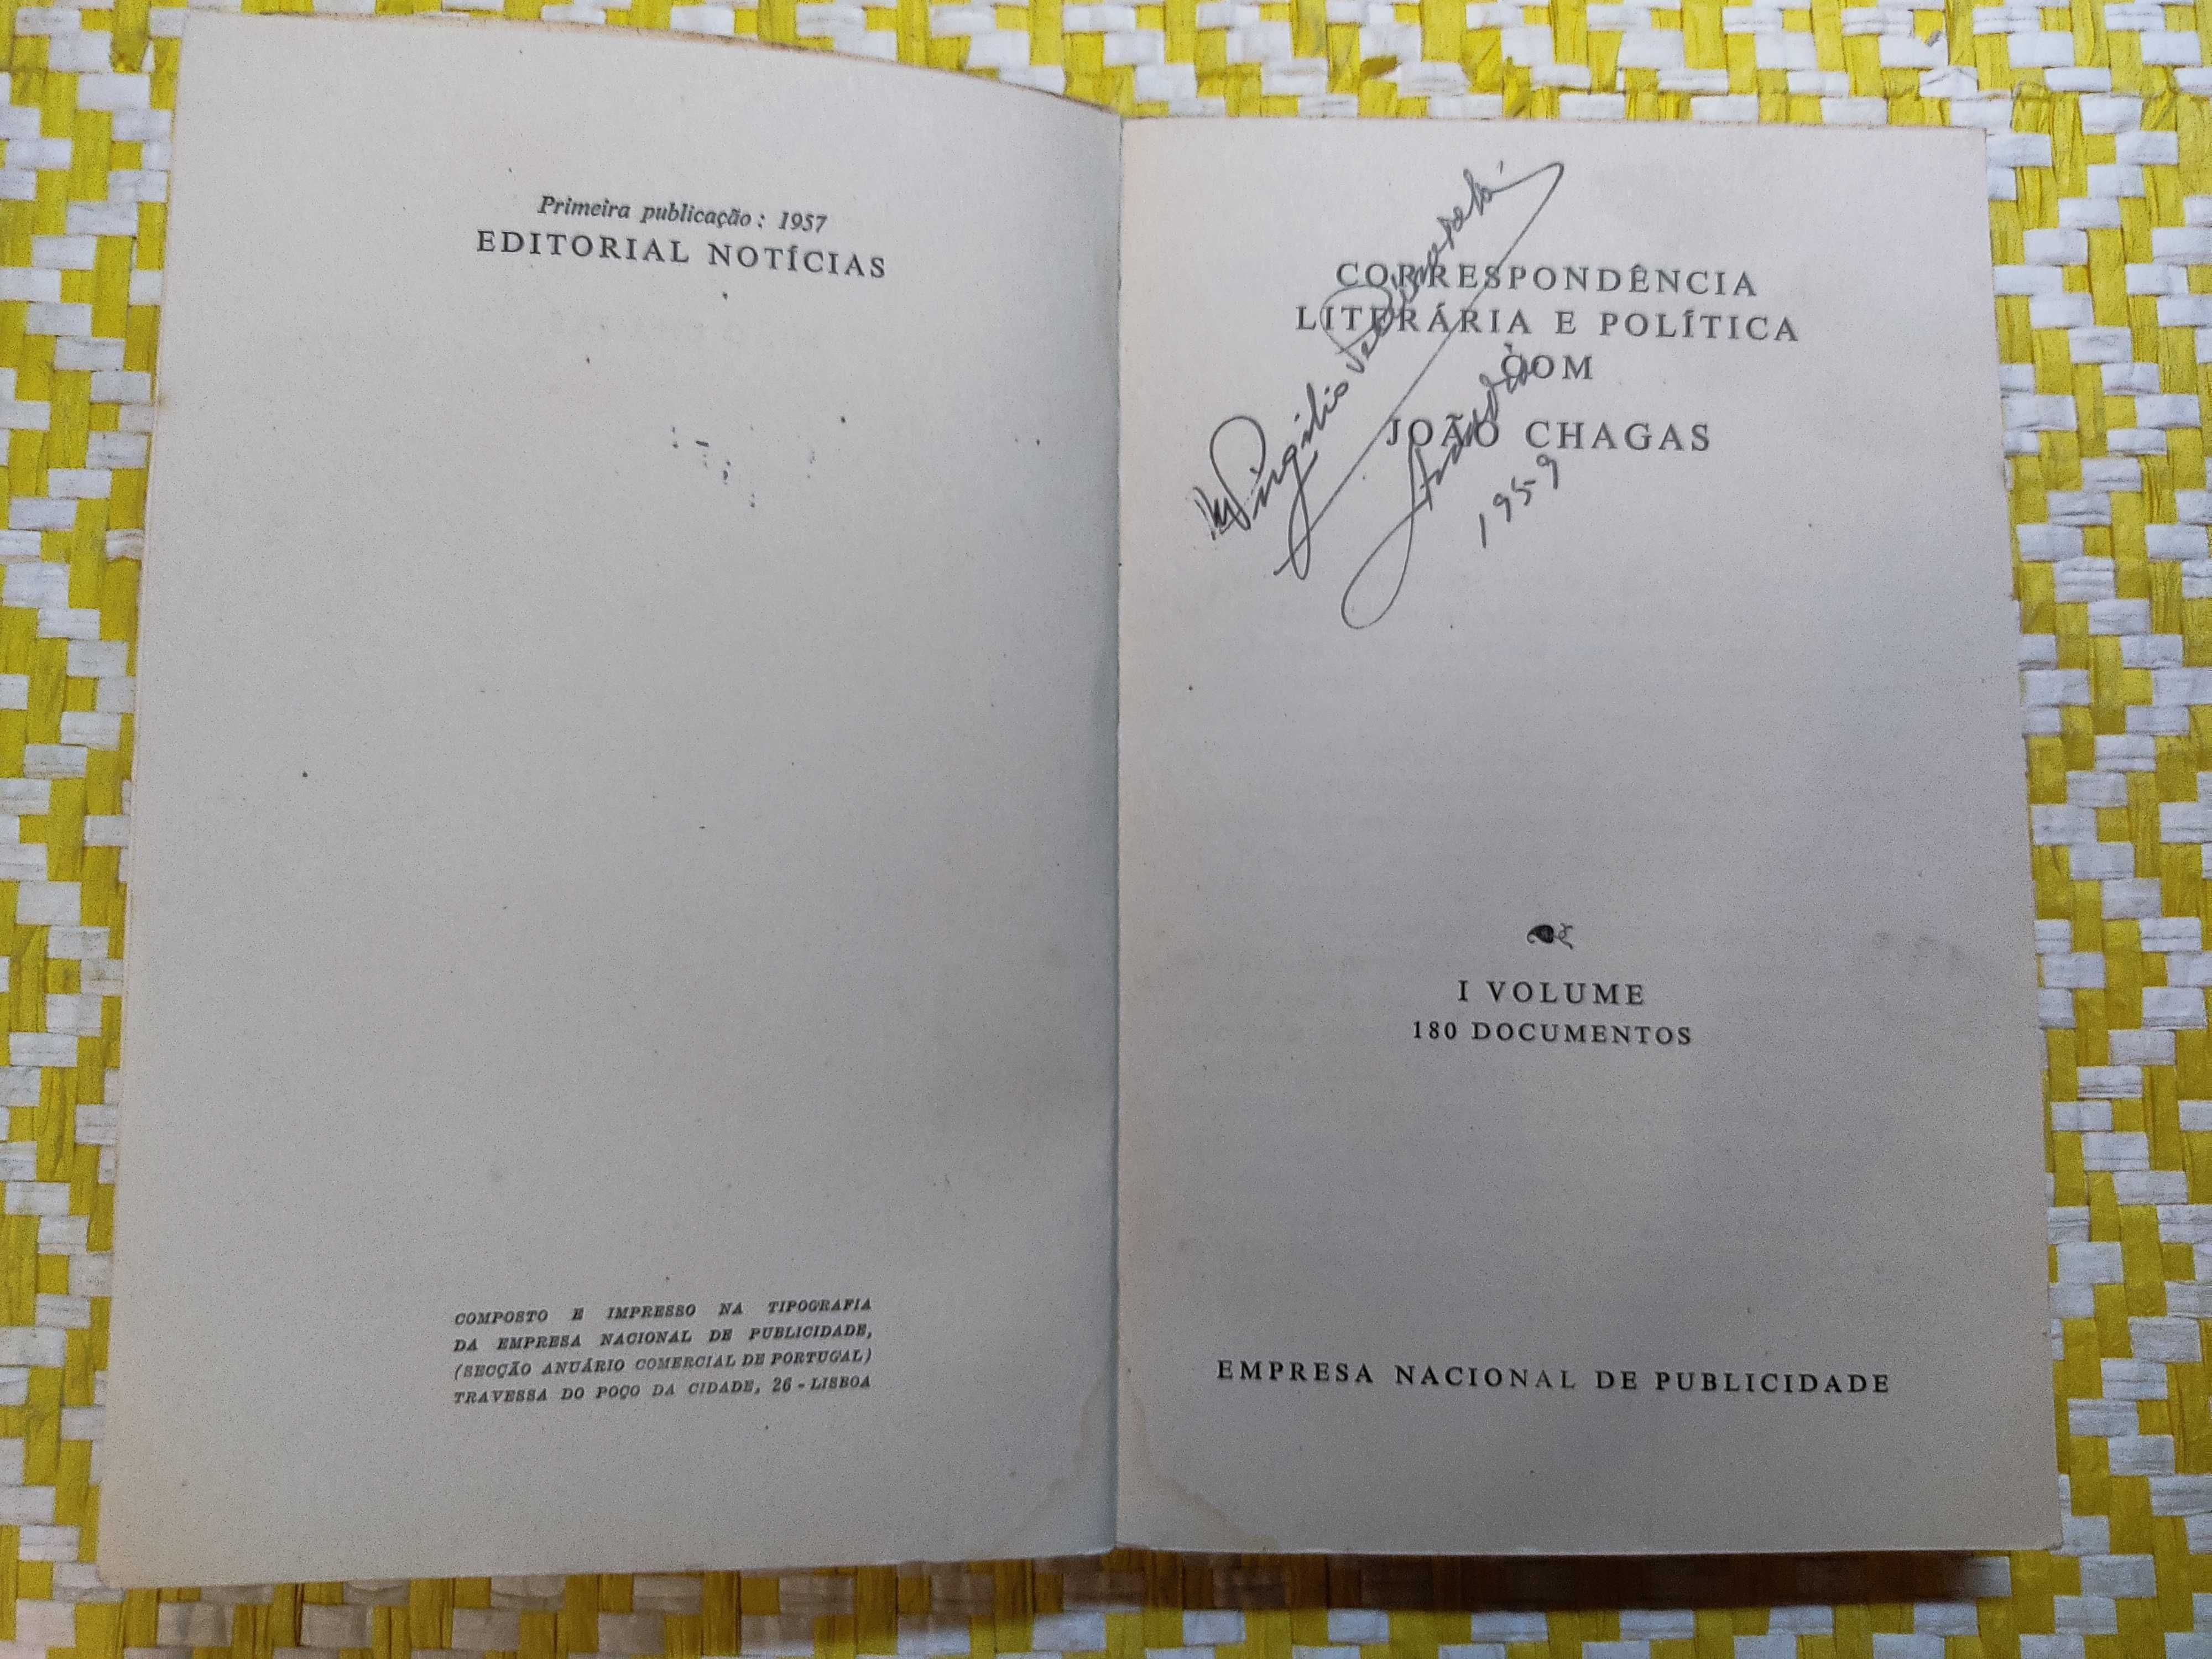 Primeira publicação: 1957
EDITORIAL NOTÍCIAS
COMPOSTO E IMPRESSO NA TIPOGRAFIA
DA EMPRESA NACIONAL DE PUBLICIDADE,
(SECÇÃO ANUÁRIO COMERCIAL DE PORTUGAL)
TRAVESSA DO POÇO DA CIDADE, 26 - LISBOA
CORRESPONDÊNCIA
LITERÁRIA E POLÍTICA
COM
JOÃO CHAGAS
Virgilio
1959
I VOLUME
180 DOCUMENTOS
EMPRESA NACIONAL DE PUBLICIDADE